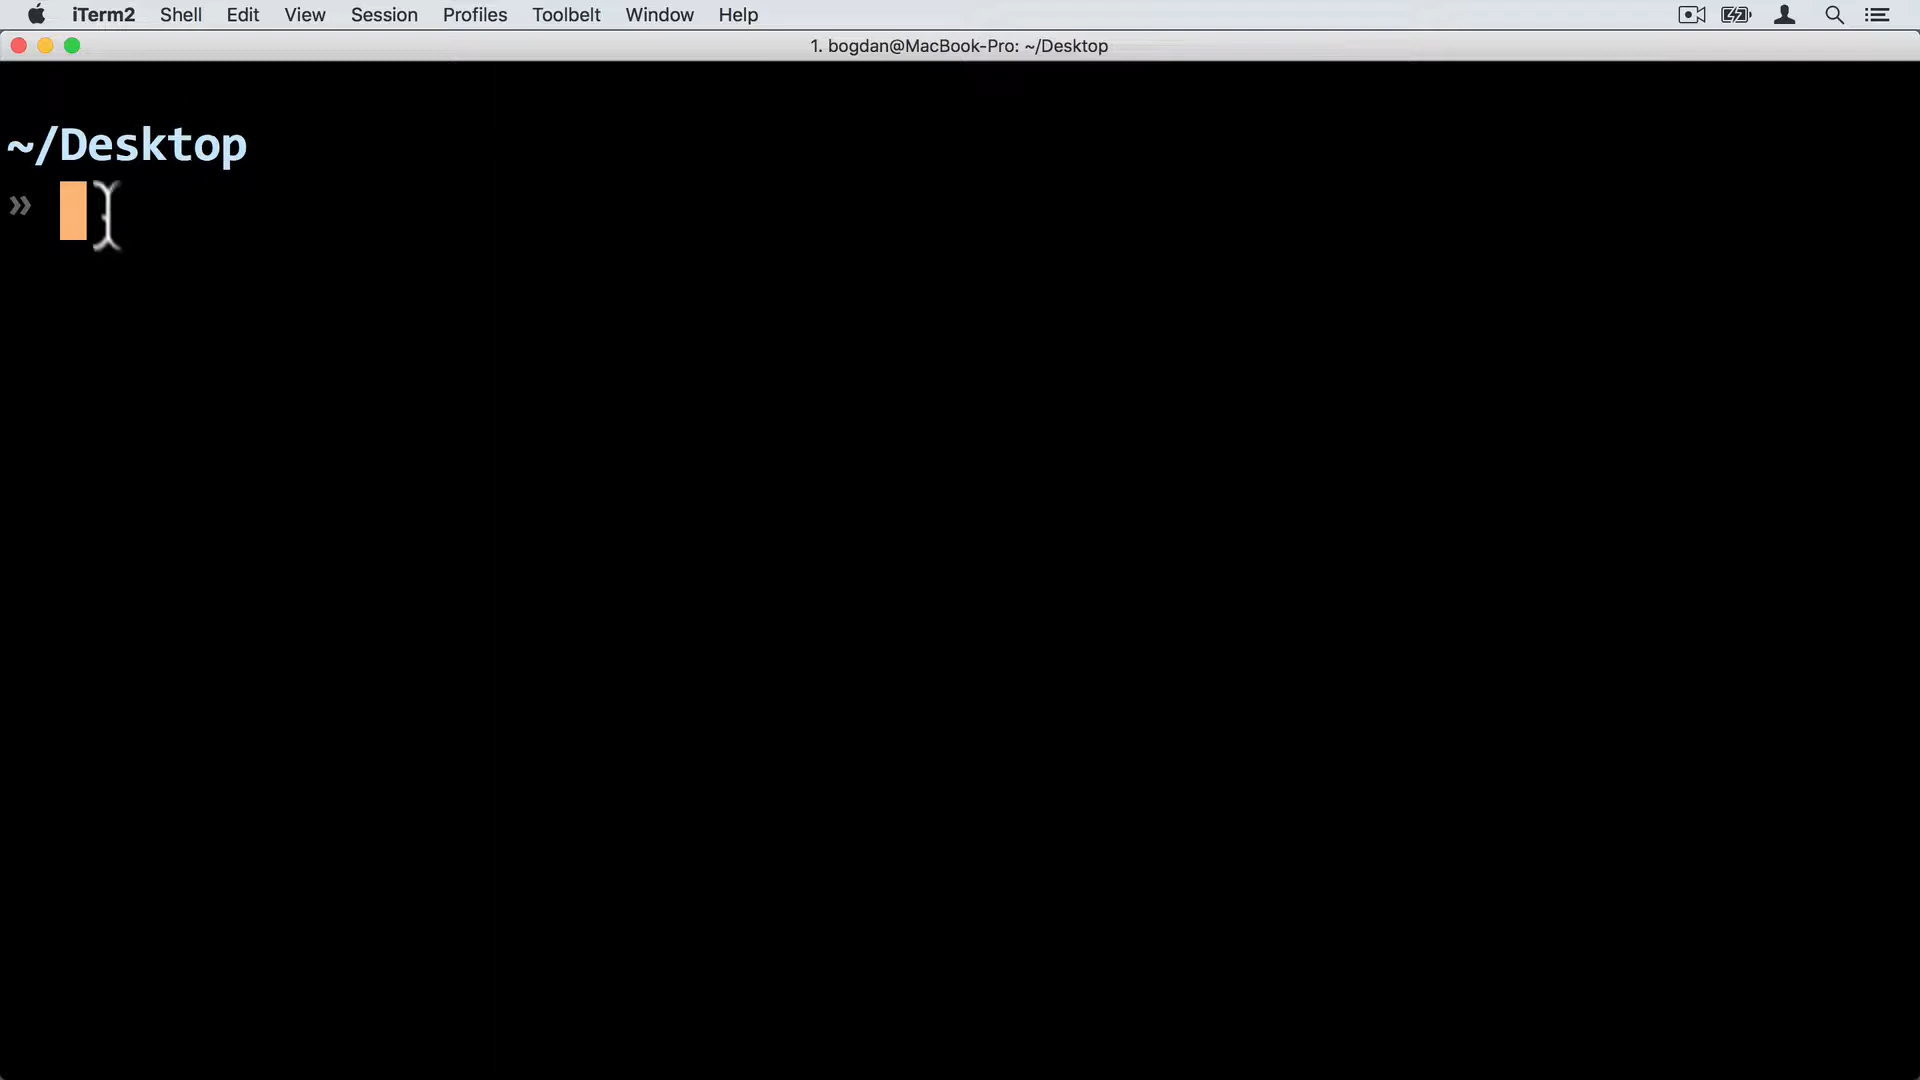 iTerm2 Shell Edit View Session Profiles Toolbelt Window Help
1. bogdan@MacBook-Pro: ~/Desktop
~/Desktop
»